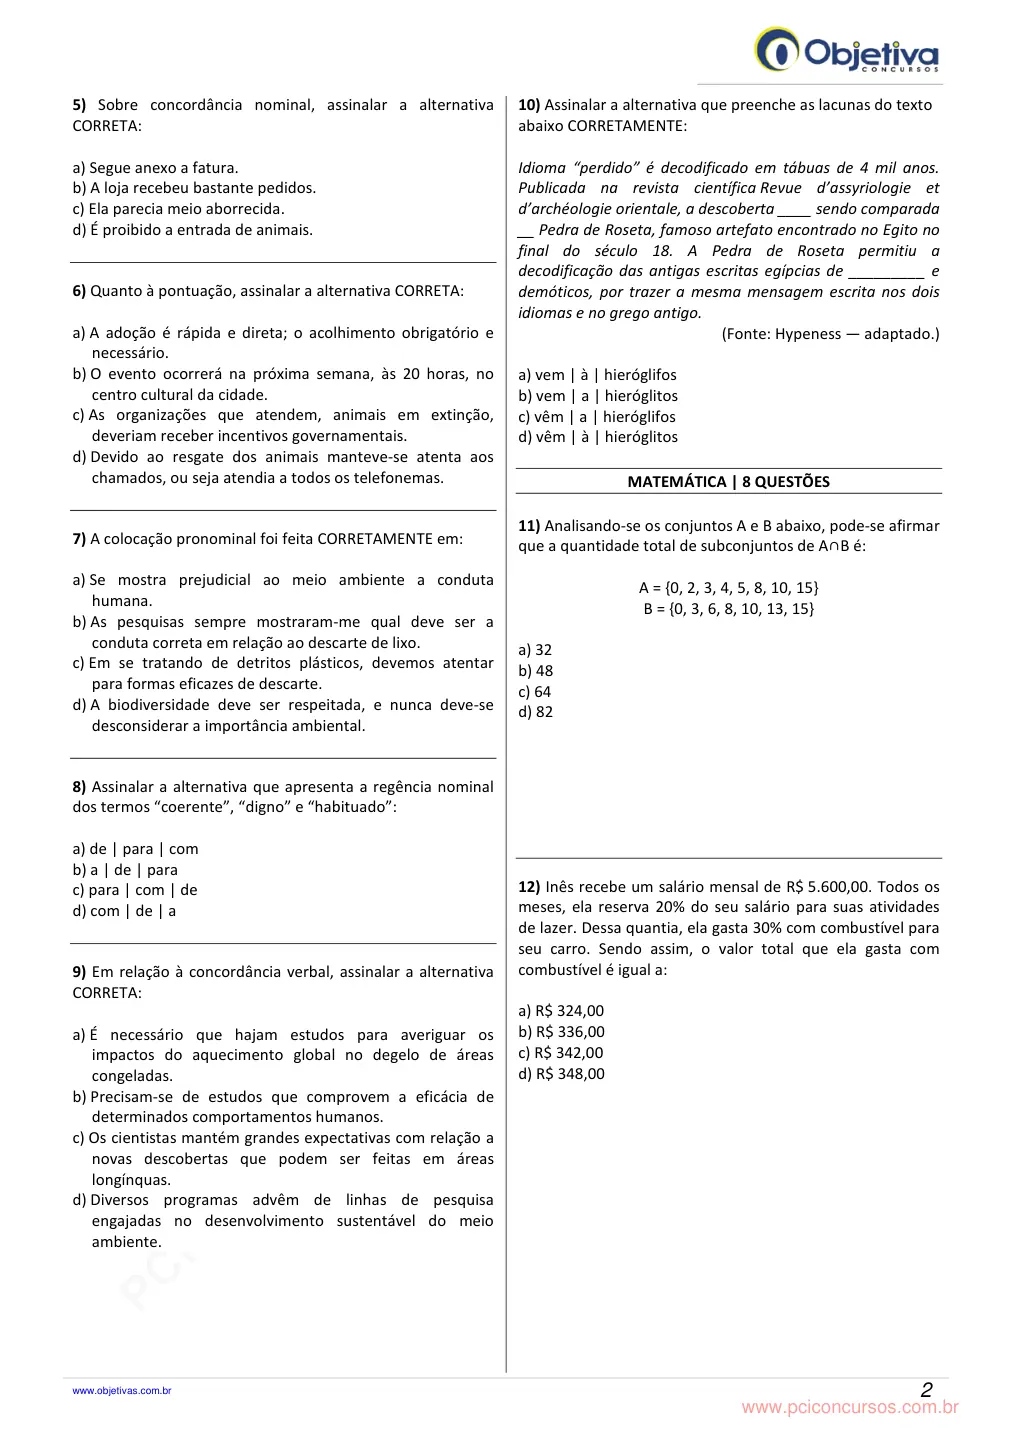 Objetiva
CONCURSOS
5) Sobre concordância nominal, assinalar a alternativa
CORRETA:
a) Segue anexo a fatura.
b) A loja recebeu bastante pedidos.
c) Ela parecia meio aborrecida.
d) É proibido a entrada de animais.
6) Quanto à pontuação, assinalar a alternativa CORRETA:
a) A adoção é rápida e direta; o acolhimento obrigatório e
necessário.
b) O evento ocorrerá na próxima semana, às 20 horas, no
centro cultural da cidade.
c) As organizações que atendem, animais em extinção,
deveriam receber incentivos governamentais.
d) Devido ao resgate dos animais manteve-se atenta aos
chamados, ou seja atendia a todos os telefonemas.
7) A colocação pronominal foi feita CORRETAMENTE em:
a) Se mostra prejudicial ao meio ambiente a conduta
humana.
b) As pesquisas sempre mostraram-me qual deve ser a
conduta correta em relação ao descarte de lixo.
c) Em se tratando de detritos plásticos, devemos atentar
para formas eficazes de descarte.
d) A biodiversidade deve ser respeitada, e nunca deve-se
desconsiderar a importância ambiental.
8) Assinalar a alternativa que apresenta a regência nominal
dos termos “coerente”, “digno” e “habituado”:
a) de | para | com
b) a | de | para
c) para | com | de
d) com | de | a
9) Em relação à concordância verbal, assinalar a alternativa
CORRETA:
a) É necessário que hajam estudos para averiguar os
impactos do aquecimento global no degelo de áreas
congeladas.
b) Precisam-se de estudos que comprovem a eficácia de
determinados comportamentos humanos.
c) Os cientistas mantém grandes expectativas com relação a
novas descobertas que podem ser feitas em áreas
longínquas.
d) Diversos programas advêm de linhas de pesquisa
engajadas no desenvolvimento sustentável do meio
ambiente.
PCI
10) Assinalar a alternativa que preenche as lacunas do texto
abaixo CORRETAMENTE:
Idioma “perdido” é decodificado em tábuas de 4 mil anos.
Publicada na revista científica Revue d’assyriologie et
d’archéologie orientale, a descoberta ____ sendo comparada
__ Pedra de Roseta, famoso artefato encontrado no Egito no
final do século 18. A Pedra de Roseta permitiu a
decodificação das antigas escritas egípcias de _________ e
demóticos, por trazer a mesma mensagem escrita nos dois
idiomas e no grego antigo.
(Fonte: Hypeness — adaptado.)
a) vem | à | hieróglifos
b) vem | a | hieróglitos
c) vêm | a | hieróglifos
d) vêm | à | hieróglitos
MATEMÁTICA | 8 QUESTÕES
11) Analisando-se os conjuntos A e B abaixo, pode-se afirmar
que a quantidade total de subconjuntos de A∩B é:
A = {0, 2, 3, 4, 5, 8, 10, 15}
B = {0, 3, 6, 8, 10, 13, 15}
a) 32
b) 48
c) 64
d) 82
12) Inês recebe um salário mensal de R$ 5.600,00. Todos os
meses, ela reserva 20% do seu salário para suas atividades
de lazer. Dessa quantia, ela gasta 30% com combustível para
seu carro. Sendo assim, o valor total que ela gasta com
combustível é igual a:
a) R$ 324,00
b) R$ 336,00
c) R$ 342,00
d) R$ 348,00
www.objetivas.com.br
2
www.pciconcursos.com.br